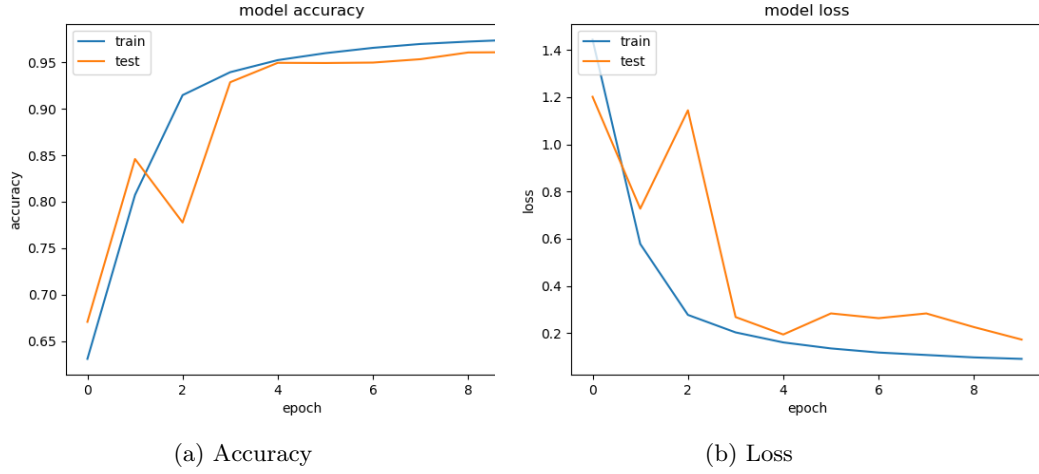 model accuracy
train
test
0.95
0.90
0.85
0.80
0.75
0.70
0.65
accuracy
0 2 4 6 8
epoch
(a) Accuracy
model loss
train
test
1.4
1.2
1.0
0.8
0.6
0.4
0.2
loss
0 2 4 6 8
epoch
(b) Loss